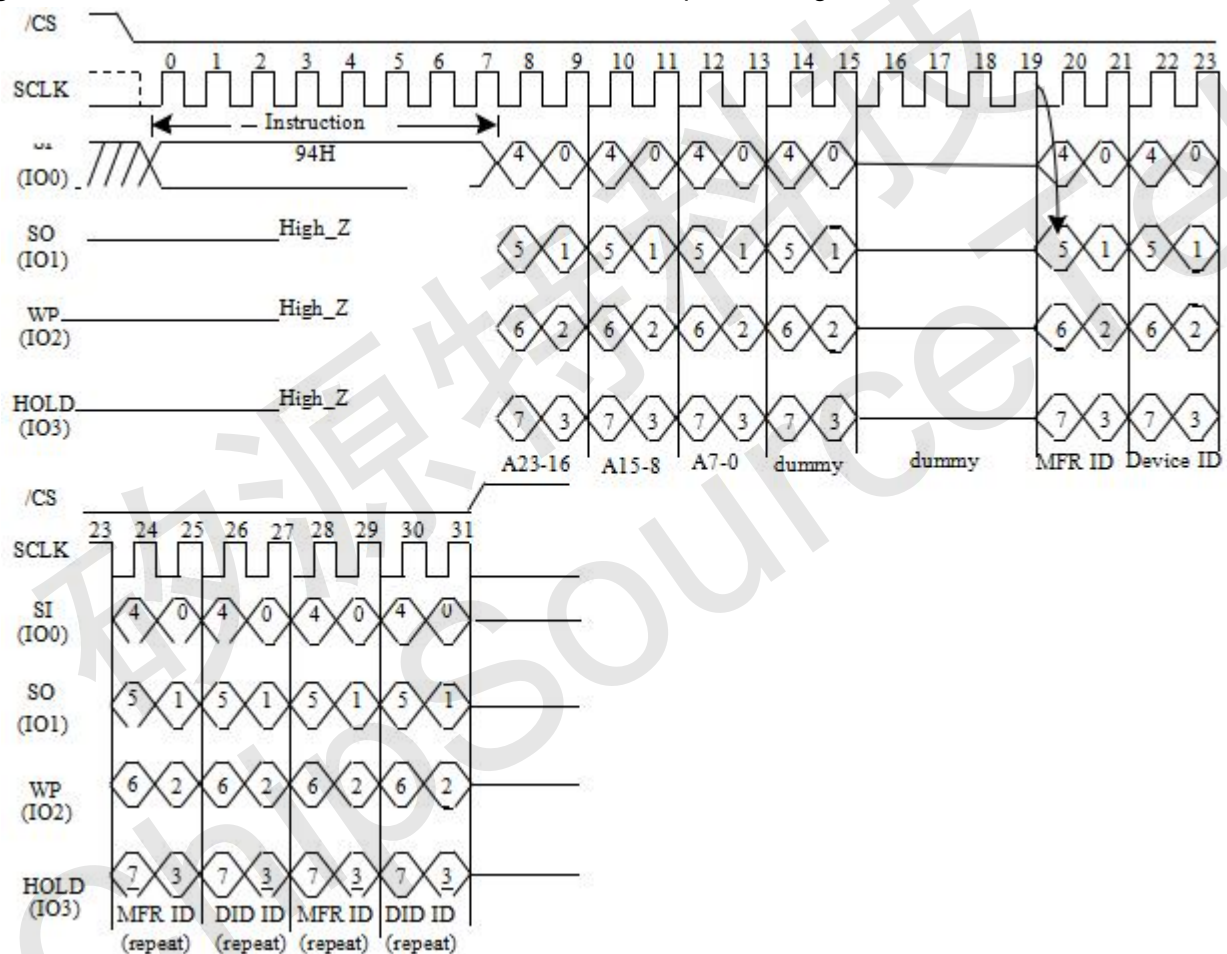 /CS
0 1 2 3 4 5 6 7 8 9 10 11 12 13 14 15 16 17 18 19 20 21 22 23
SCLK
Instruction
94H
4 0 4 0 4 0 4 0 4 0 4 0
(IO0)
SO High_Z
5 1 5 1 5 1 5 1 5 1 5 1
(IO1)
WP High_Z
6 2 6 2 6 2 6 2 6 2 6 2
(IO2)
HOLD High_Z
7 3 7 3 7 3 7 3 7 3 7 3
(IO3)
A23-16 A15-8 A7-0 dummy dummy MFR ID Device ID
/CS
23 24 25 26 27 28 29 30 31
SCLK
SI
4 0 4 0 4 0 4 0
(IO0)
SO
5 1 5 1 5 1 5 1
(IO1)
WP
6 2 6 2 6 2 6 2
(IO2)
HOLD
7 3 7 3 7 3 7 3
(IO3)
MFR ID DID ID MFR ID DID ID
(repeat) (repeat) (repeat) (repeat)
矽源特科技
ChipSourceTe